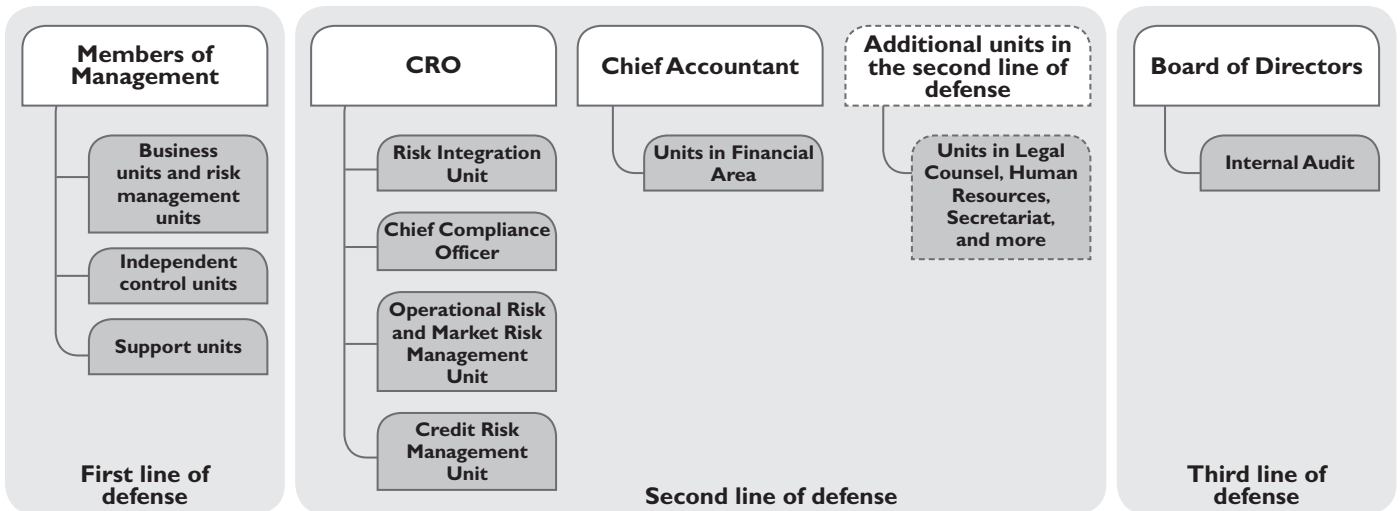 Members of
Management
Business
units and risk
management
units
Independent
control units
Support units
First line of
defense
CRO
Risk Integration
Unit
Chief Compliance
Officer
Operational Risk
and Market Risk
Management
Unit
Credit Risk
Management
Unit
Chief Accountant
Units in Financial
Area
Additional units in
the second line of
defense
Units in Legal
Counsel, Human
Resources,
Secretariat,
and more
Second line of defense
Board of Directors
Internal Audit
Third line of
defense